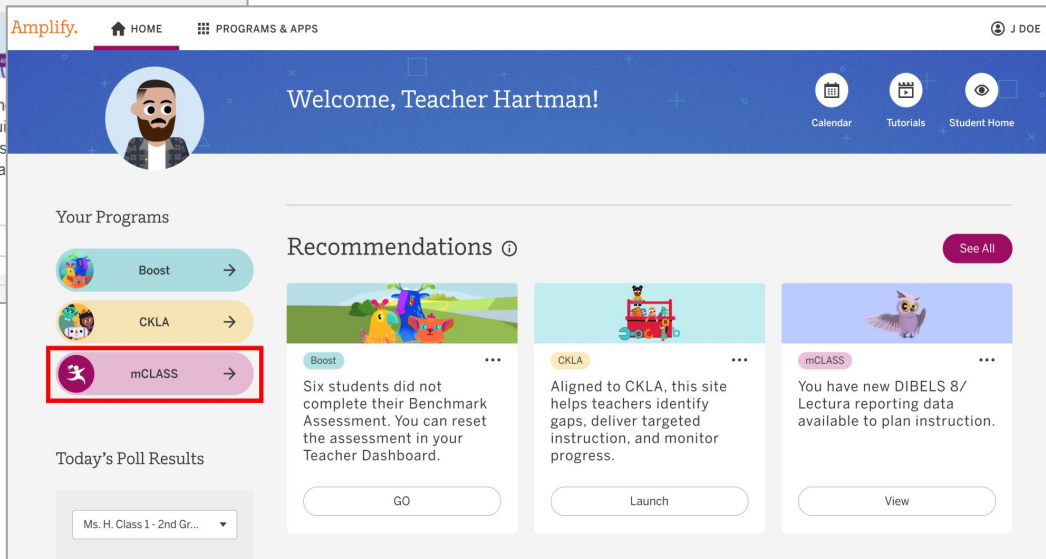 Amplify.
HOME
PROGRAMS & APPS
J DOE
Welcome, Teacher Hartman!
Calendar
Tutorials
Student Home
Your Programs
Boost
CKLA
mCLASS
Today's Poll Results
Ms. H. Class 1 - 2nd Gr...
Recommendations
See All
Boost
Six students did not
complete their Benchmark
Assessment. You can reset
the assessment in your
Teacher Dashboard.
GO
CKLA
Aligned to CKLA, this site
helps teachers identify
gaps, deliver targeted
instruction, and monitor
progress.
Launch
mCLASS
You have new DIBELS 8/
Lectura reporting data
available to plan instruction.
View